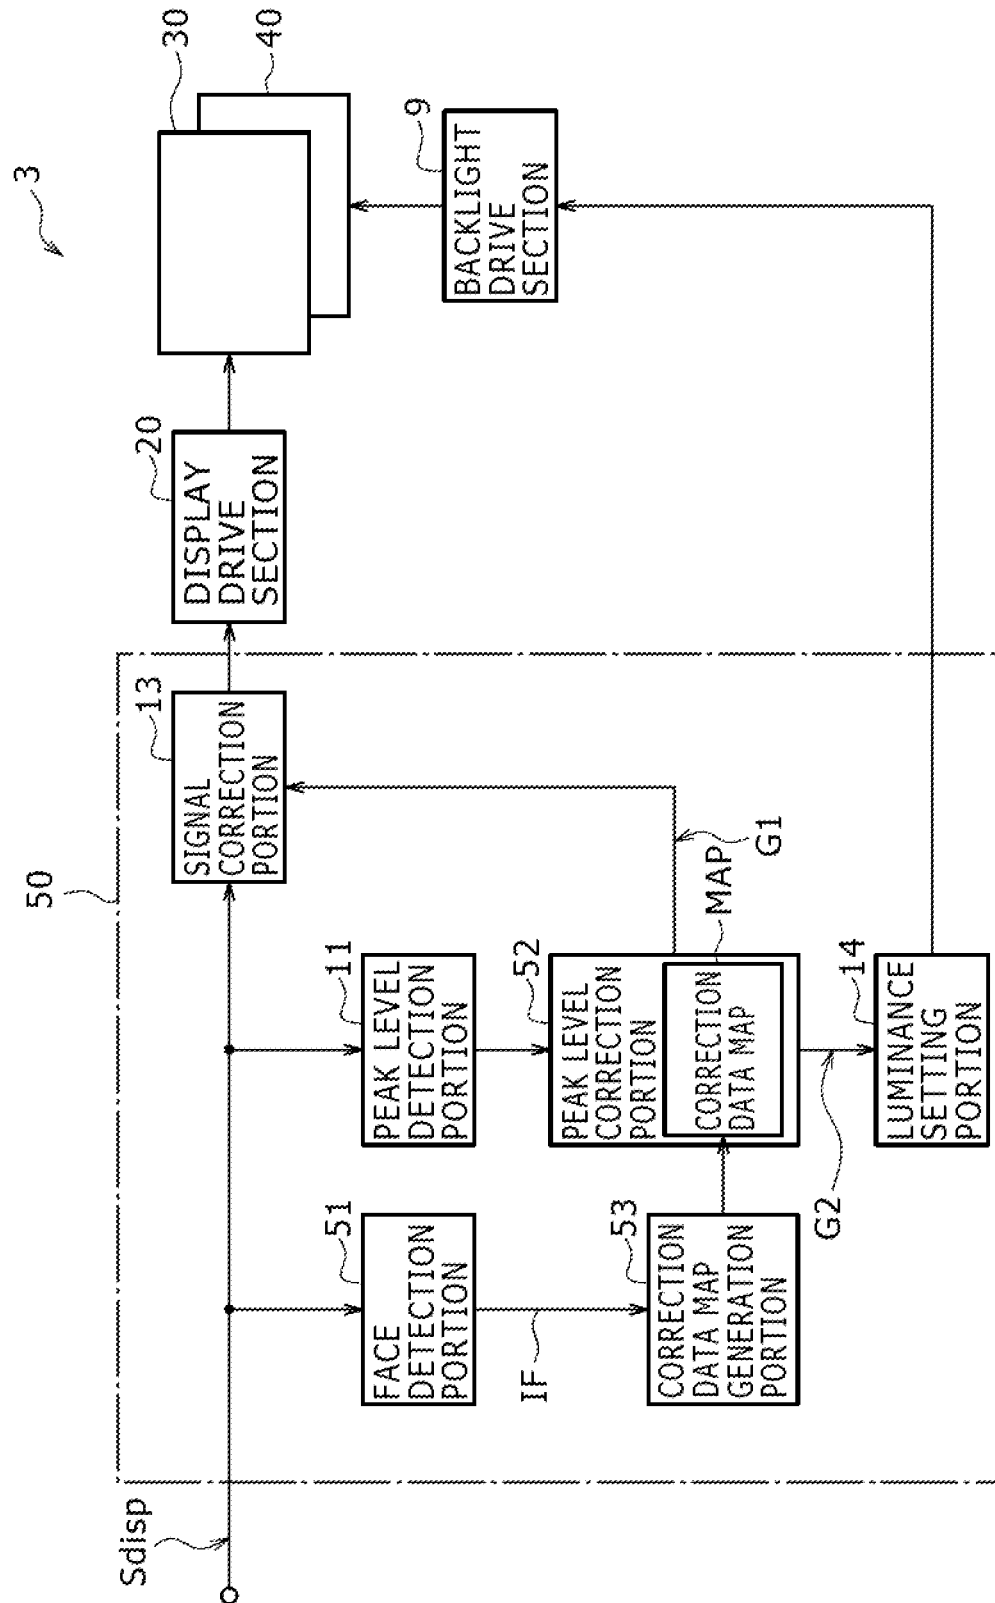 3
50
Sdisp
SIGNAL
CORRECTION
PORTION
13
DISPLAY
DRIVE
SECTION
20
30
40
FACE
DETECTION
PORTION
51
PEAK LEVEL
DETECTION
PORTION
11
BACKLIGHT
DRIVE
SECTION
9
IF
CORRECTION
DATA MAP
GENERATION
PORTION
53
PEAK LEVEL
CORRECTION
PORTION
52
CORRECTION
DATA MAP
MAP
G1
G2
LUMINANCE
SETTING
PORTION
14